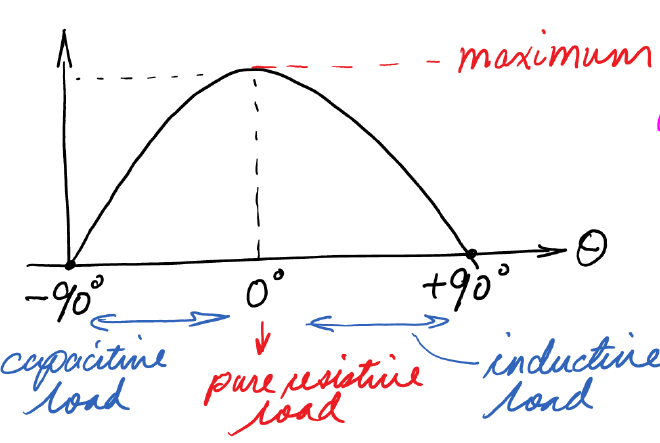 maximum
θ
-90°
0°
+90°
capacitive
load
pure resistive
load
inductive
load